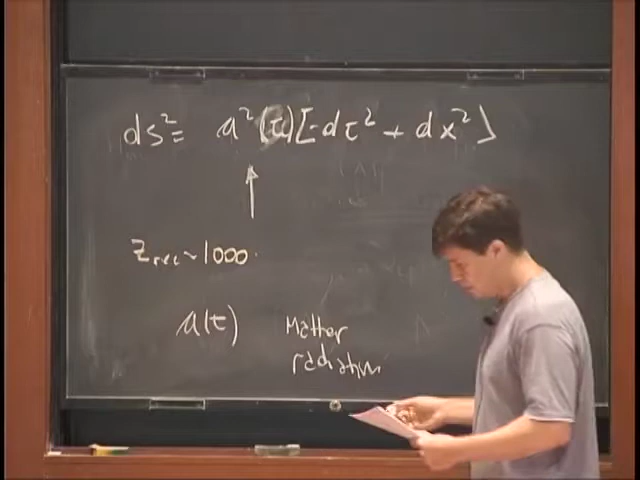 ds² = a²(τ)[-dτ² + dx²]
z_rec ~ 1000
a(τ) Matter
radiation